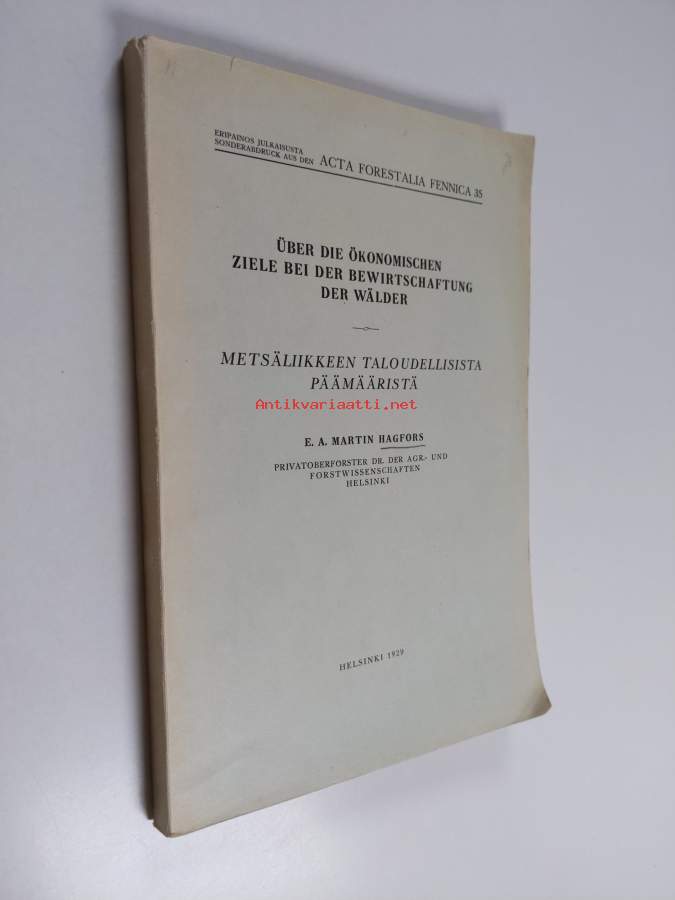 ERIPAINOS JULKAISUSTA
SONDERABDRUCK AUS DEN ACTA FORESTALIA FENNICA 35
ÜBER DIE ÖKONOMISCHEN
ZIELE BEI DER BEWIRTSCHAFTUNG
DER WÄLDER
METSÄLIIKKEEN TALOUDELLISISTA
PÄÄMÄÄRISTÄ
Antikvariaatti.net
E. A. MARTIN HAGFORS
PRIVATOBERFORSTER DR. DER AGR.- UND
FORSTWISSENSCHAFTEN
HELSINKI
HELSINKI 1929